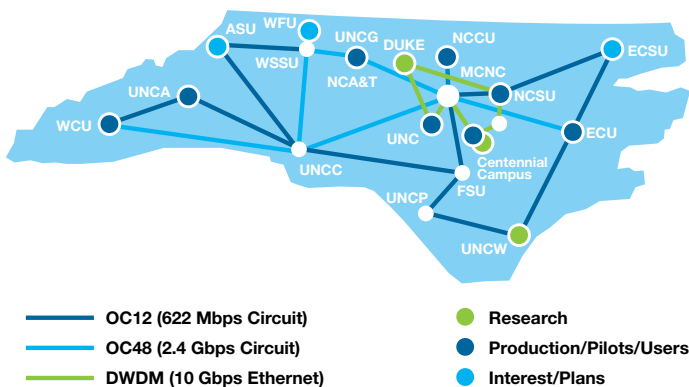 WFU
ASU
UNCG
DUKE
NCCU
ECSU
WSSU
NCA&T
MCNC
UNCA
NCSU
WCU
UNC
ECU
Centennial
Campus
UNCC
FSU
UNCP
UNCW
OC12 (622 Mbps Circuit)
Research
OC48 (2.4 Gbps Circuit)
Production/Pilots/Users
DWDM (10 Gbps Ethernet)
Interest/Plans